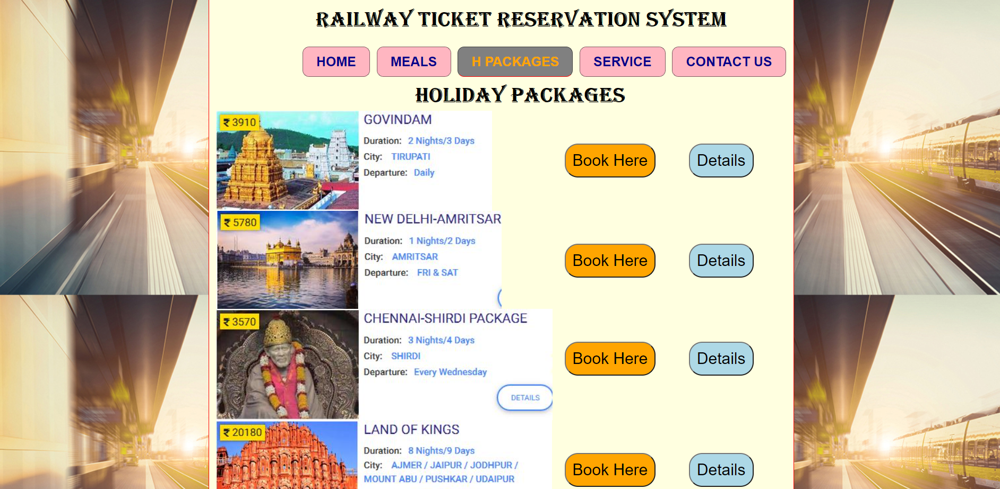 RAILWAY TICKET RESERVATION SYSTEM
HOME MEALS H PACKAGES SERVICE CONTACT US
HOLIDAY PACKAGES
₹ 3910
GOVINDAM
Duration: 2 Nights/3 Days
City: TIRUPATI
Departure: Daily
Book Here Details
₹ 5780
NEW DELHI-AMRITSAR
Duration: 1 Nights/2 Days
City: AMRITSAR
Departure: FRI & SAT
Book Here Details
₹ 3570
CHENNAI-SHIRDI PACKAGE
Duration: 3 Nights/4 Days
City: SHIRDI
Departure: Every Wednesday
DETAILS
Book Here Details
₹ 20180
LAND OF KINGS
Duration: 8 Nights/9 Days
City: AJMER / JAIPUR / JODHPUR /
MOUNT ABU / PUSHKAR / UDAIPUR
Book Here Details